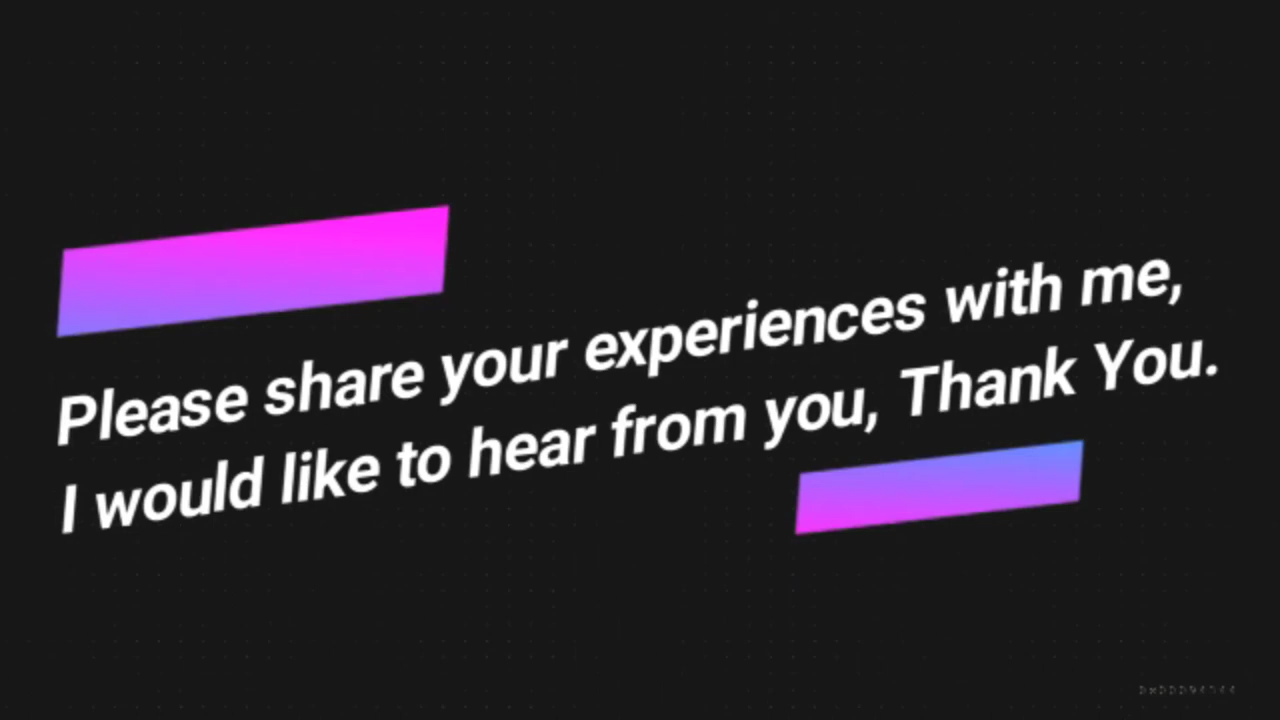 Please share your experiences with me,
I would like to hear from you, Thank You.